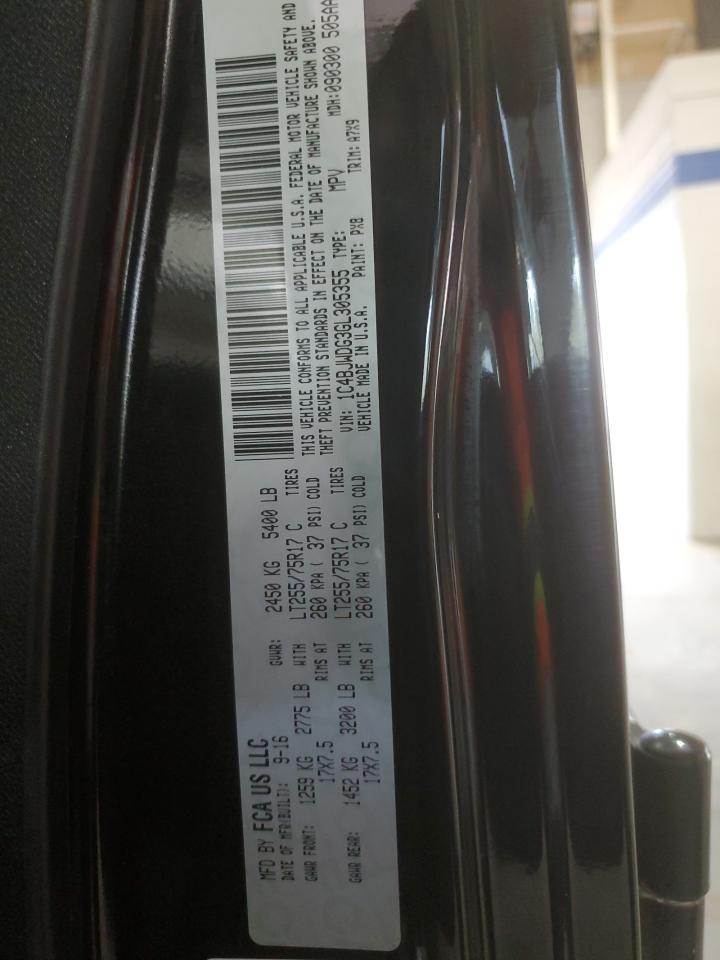 MFD BY FCA US LLC
DATE OF MFR(BUILT): 9-16 GVWR: 2450 KG 5400 LB
GAWR FRONT: 1259 KG 2775 LB WITH LT255/75R17 C TIRES
17X7.5 RIMS AT 260 KPA ( 37 PSI) COLD
GAWR REAR: 1452 KG 3200 LB WITH LT255/75R17 C TIRES
17X7.5 RIMS AT 260 KPA ( 37 PSI) COLD
THIS VEHICLE CONFORMS TO ALL APPLICABLE U.S.A. FEDERAL MOTOR VEHICLE SAFETY AND
THEFT PREVENTION STANDARDS IN EFFECT ON THE DATE OF MANUFACTURE SHOWN ABOVE.
VIN: 1C4BJWDG3GL305355 TYPE: MPV MDH:090300 505AA
VEHICLE MADE IN U.S.A. PAINT: PX8 TRIM: A7X9